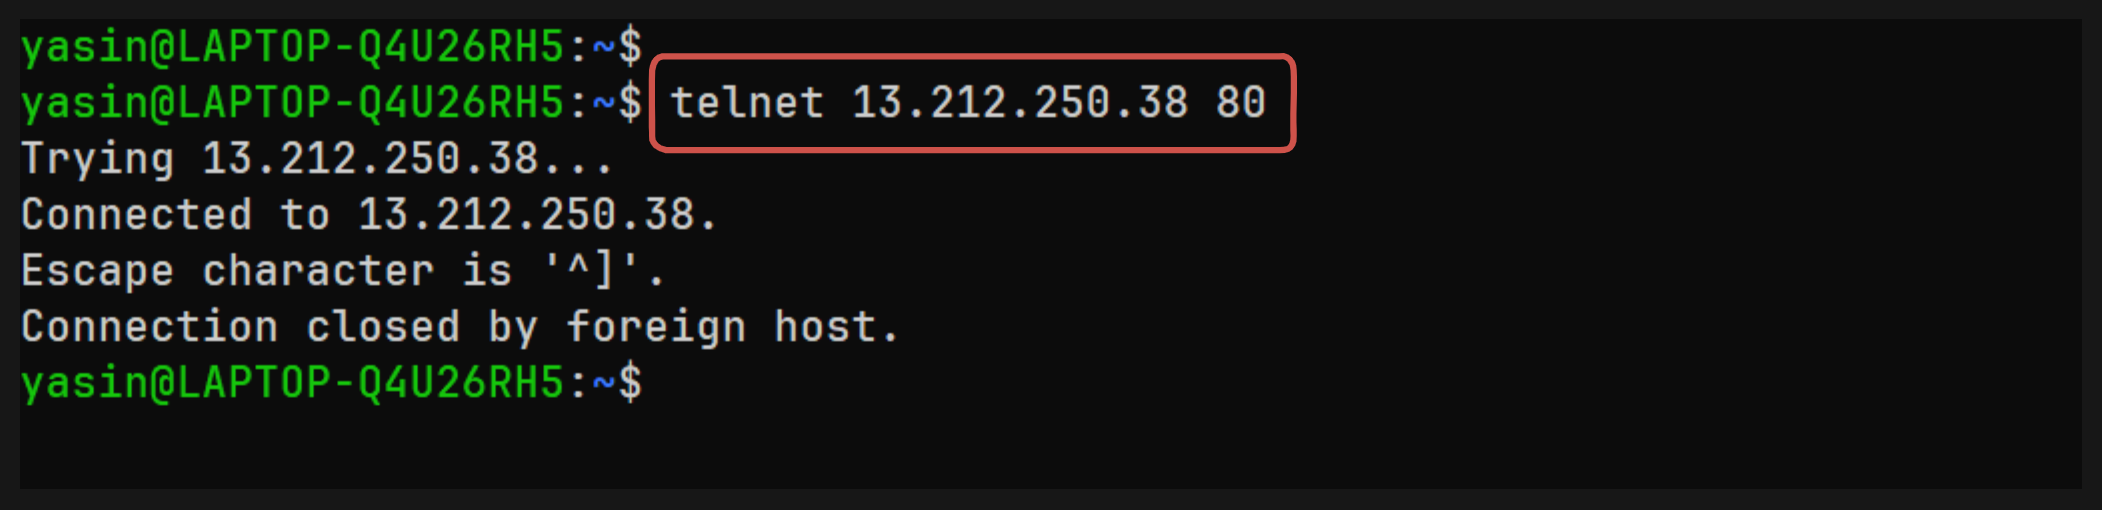 yasin@LAPTOP-Q4U26RH5:~$
yasin@LAPTOP-Q4U26RH5:~$ telnet 13.212.250.38 80
Trying 13.212.250.38...
Connected to 13.212.250.38.
Escape character is '^]'.
Connection closed by foreign host.
yasin@LAPTOP-Q4U26RH5:~$